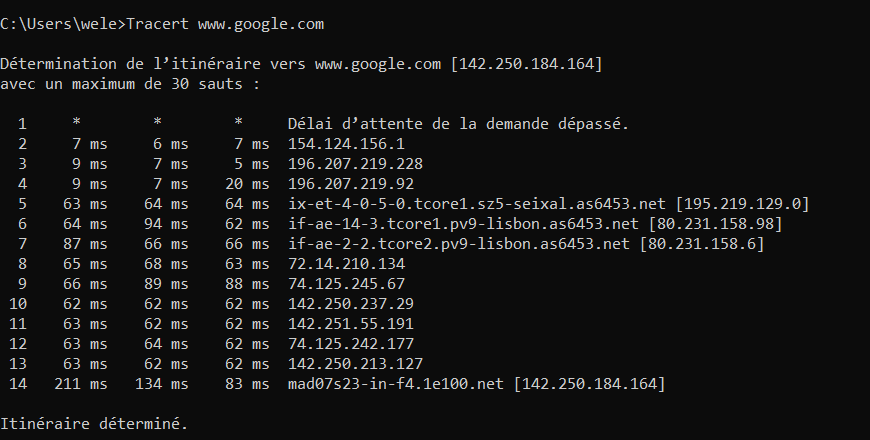 C:\Users\wele>Tracert www.google.com
Détermination de l’itinéraire vers www.google.com [142.250.184.164]
avec un maximum de 30 sauts :
1 * * * Délai d’attente de la demande dépassé.
2 7 ms 6 ms 7 ms 154.124.156.1
3 9 ms 7 ms 5 ms 196.207.219.228
4 9 ms 7 ms 20 ms 196.207.219.92
5 63 ms 64 ms 64 ms ix-et-4-0-5-0.tcore1.sz5-seixal.as6453.net [195.219.129.0]
6 64 ms 94 ms 62 ms if-ae-14-3.tcore1.pv9-lisbon.as6453.net [80.231.158.98]
7 87 ms 66 ms 66 ms if-ae-2-2.tcore2.pv9-lisbon.as6453.net [80.231.158.6]
8 65 ms 68 ms 63 ms 72.14.210.134
9 66 ms 89 ms 88 ms 74.125.245.67
10 62 ms 62 ms 62 ms 142.250.237.29
11 63 ms 62 ms 62 ms 142.251.55.191
12 63 ms 64 ms 62 ms 74.125.242.177
13 63 ms 62 ms 62 ms 142.250.213.127
14 211 ms 134 ms 83 ms mad07s23-in-f4.1e100.net [142.250.184.164]
Itinéraire déterminé.